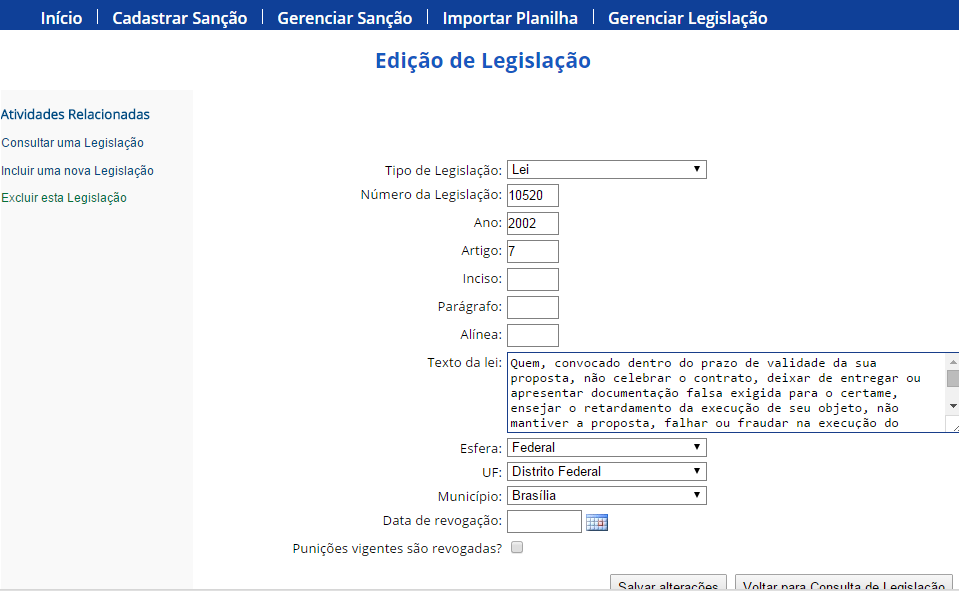 Início Cadastrar Sanção Gerenciar Sanção Importar Planilha Gerenciar Legislação
Edição de Legislação
Atividades Relacionadas
Consultar uma Legislação
Incluir uma nova Legislação
Excluir esta Legislação
Tipo de Legislação: Lei
Número da Legislação: 10520
Ano: 2002
Artigo: 7
Inciso:
Parágrafo:
Alínea:
Texto da lei: Quem, convocado dentro do prazo de validade da sua
proposta, não celebrar o contrato, deixar de entregar ou
apresentar documentação falsa exigida para o certame,
ensejar o retardamento da execução de seu objeto, não
mantiver a proposta, falhar ou fraudar na execução do
Esfera: Federal
UF: Distrito Federal
Município: Brasília
Data de revogação:
Punições vigentes são revogadas?
Salvar alterações Voltar para Consulta de Legislação